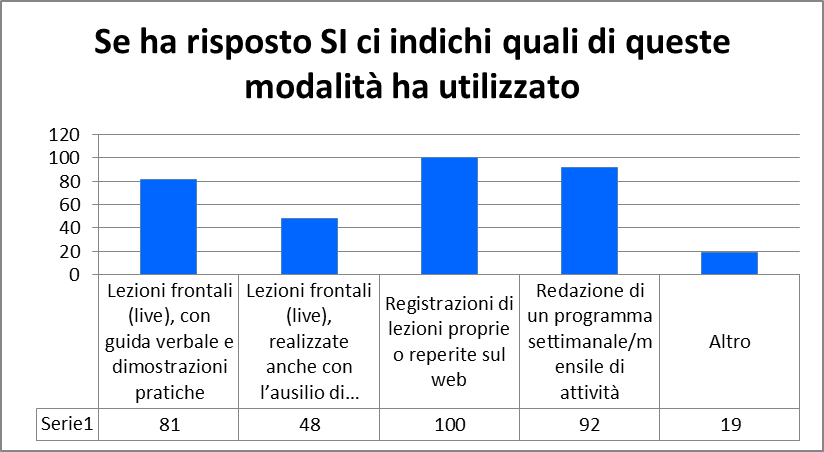 Se ha risposto SI ci indichi quali di queste
modalità ha utilizzato
120
100
80
60
40
20
0
Lezioni frontali
(live), con
guida verbale e
dimostrazioni
pratiche
Lezioni frontali
(live),
realizzate
anche con
l’ausilio di…
Registrazioni di
lezioni proprie
o reperite sul
web
Redazione di
un programma
settimanale/m
ensile di
attività
Altro
Serie1 81 48 100 92 19